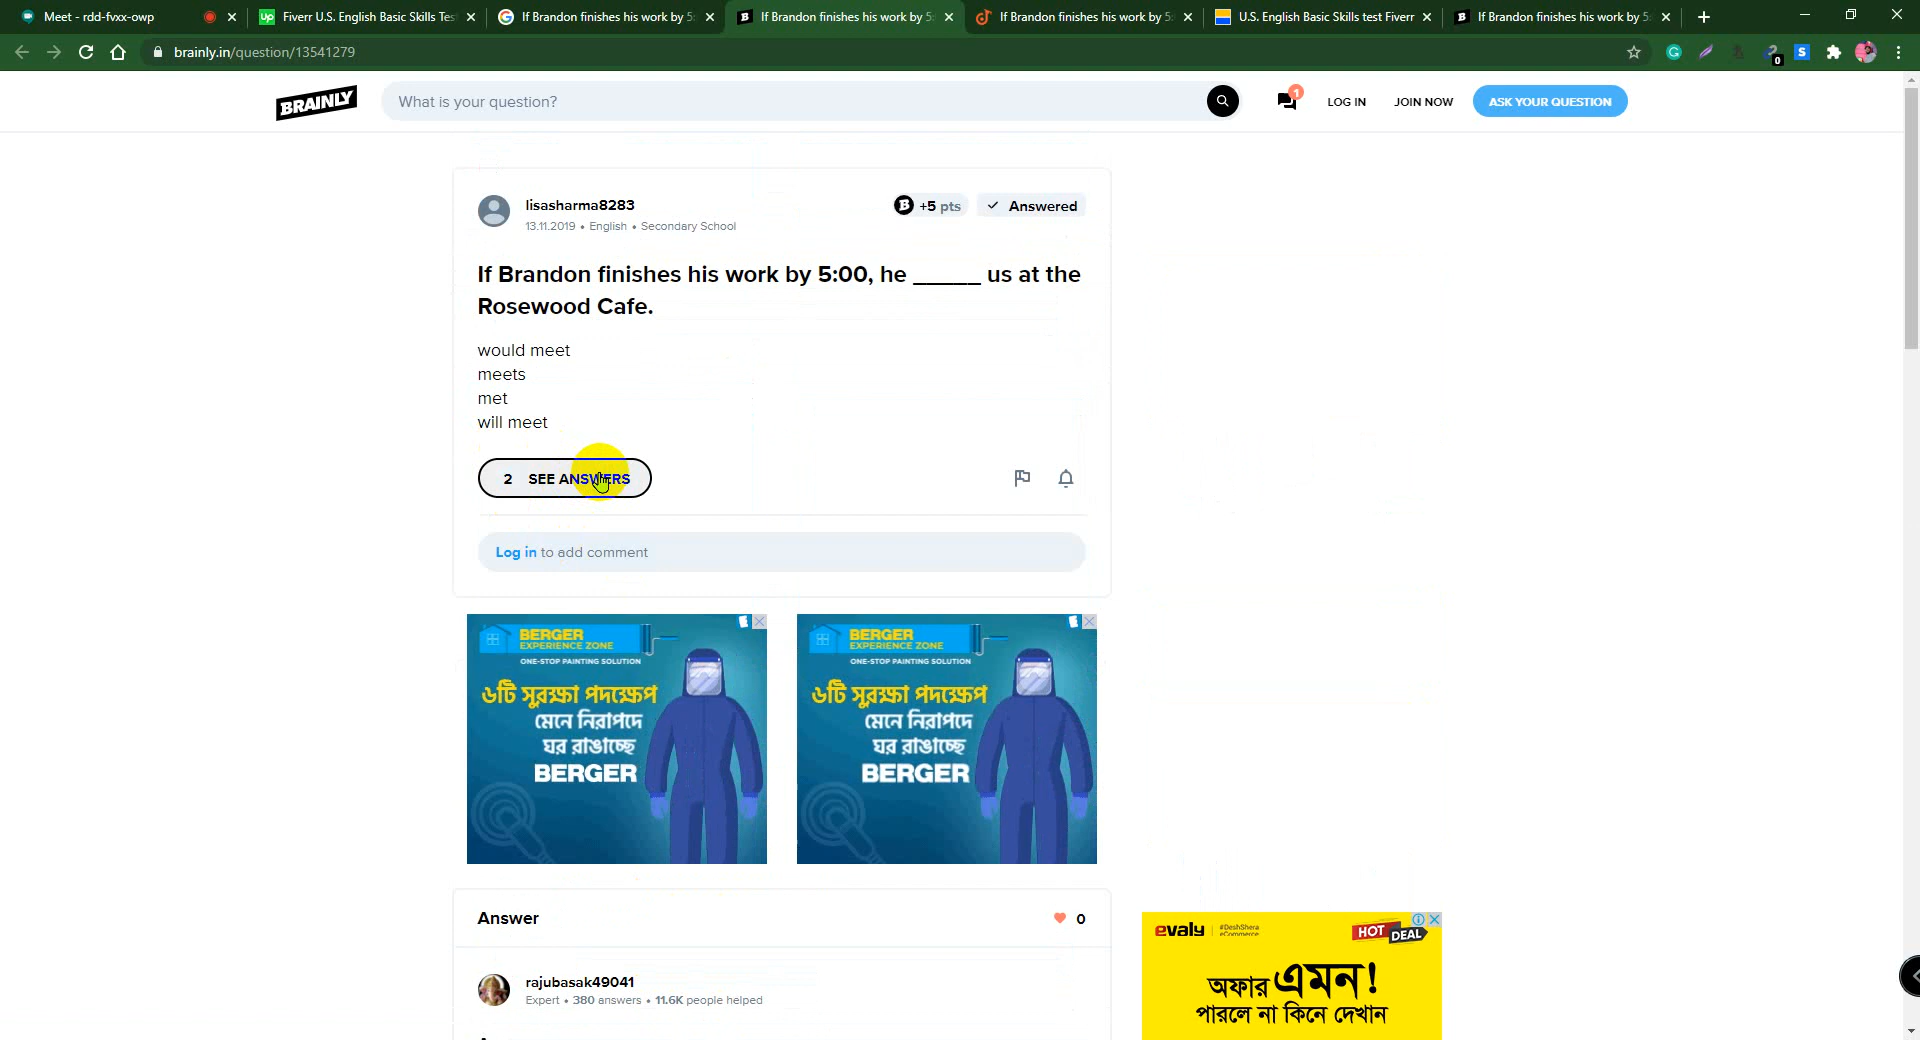 Meet - rdd-fvxx-owp
Up Fiverr U.S. English Basic Skills Tes
If Brandon finishes his work by 5:
If Brandon finishes his work by 5:
If Brandon finishes his work by 5:
U.S. English Basic Skills test Fiverr
If Brandon finishes his work by 5:
brainly.in/question/13541279
BRAINLY
What is your question?
1
LOG IN
JOIN NOW
ASK YOUR QUESTION
lisasharma8283
13.11.2019 • English • Secondary School
+5 pts
Answered
If Brandon finishes his work by 5:00, he _____ us at the
Rosewood Cafe.
would meet
meets
met
will meet
2 SEE ANSWERS
Log in to add comment
BERGER
EXPERIENCE ZONE
ONE-STOP PAINTING SOLUTION
৬টি সুরক্ষা পদক্ষেপ
মেনে নিরাপদে
ঘর রাঙাচ্ছে
BERGER
BERGER
EXPERIENCE ZONE
ONE-STOP PAINTING SOLUTION
৬টি সুরক্ষা পদক্ষেপ
মেনে নিরাপদে
ঘর রাঙাচ্ছে
BERGER
Answer
0
rajubasak49041
Expert • 380 answers • 11.6K people helped
evaly
#DeshShera
eCommerce
HOT DEAL
অফার এমন!
পারলে না কিনে দেখান